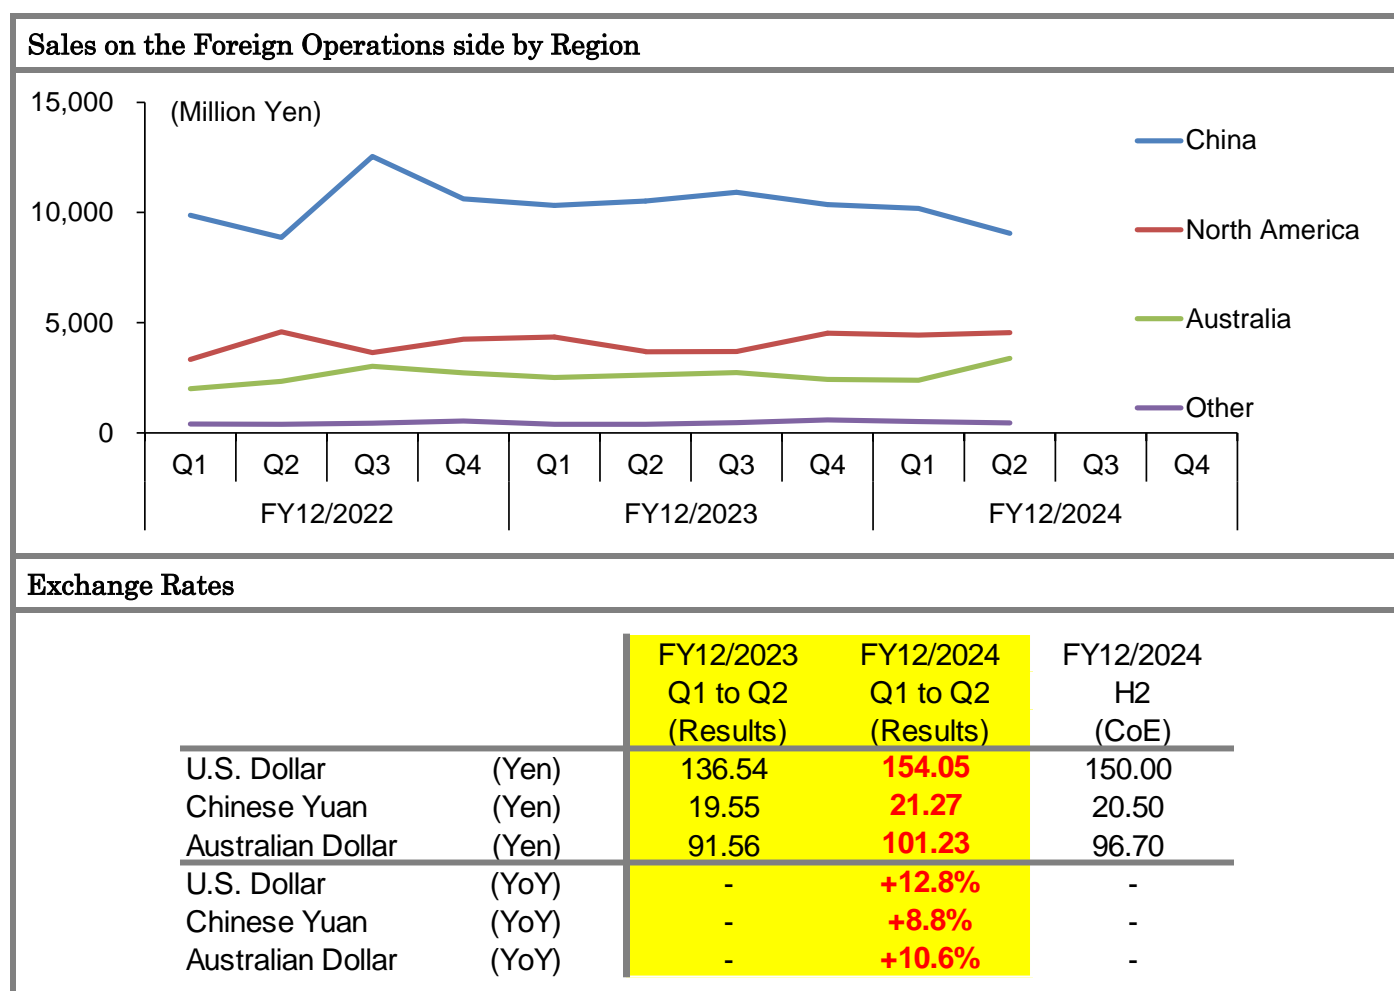 Sales on the Foreign Operations side by Region
15,000
(Million Yen)
10,000
5,000
0
China
North America
Australia
Other
Q1 Q2 Q3 Q4 Q1 Q2 Q3 Q4 Q1 Q2 Q3 Q4
FY12/2022 FY12/2023 FY12/2024
Exchange Rates
FY12/2023 FY12/2024 FY12/2024
Q1 to Q2 Q1 to Q2 H2
(Results) (Results) (CoE)
U.S. Dollar (Yen) 136.54 154.05 150.00
Chinese Yuan (Yen) 19.55 21.27 20.50
Australian Dollar (Yen) 91.56 101.23 96.70
U.S. Dollar (YoY) - +12.8% -
Chinese Yuan (YoY) - +8.8% -
Australian Dollar (YoY) - +10.6% -